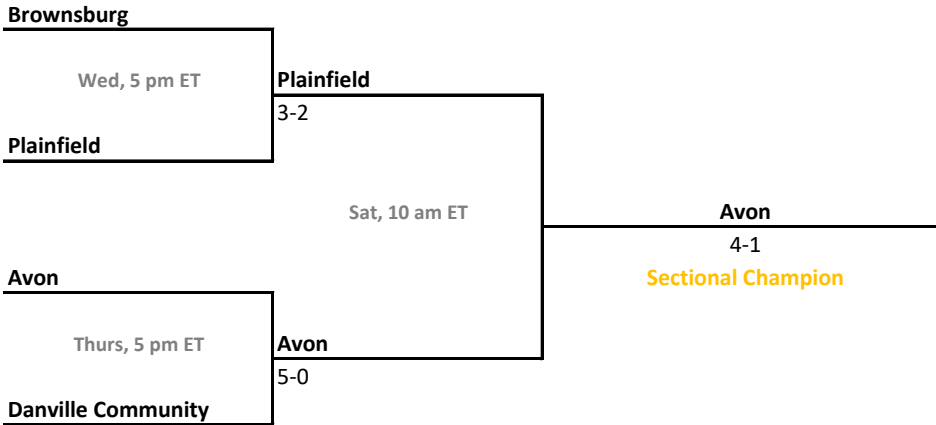 Brownsburg
Wed, 5 pm ET
Plainfield
3-2
Plainfield
Sat, 10 am ET
Avon
4-1
Sectional Champion
Avon
Thurs, 5 pm ET
Avon
5-0
Danville Community